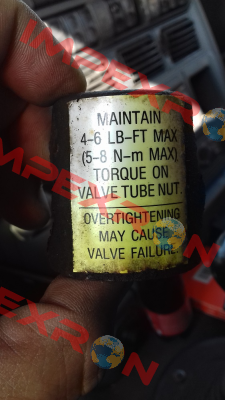 MAINTAIN
4-6 LB-FT MAX
(5-8 N-m MAX)
TORQUE ON
VALVE TUBE NUT.
OVERTIGHTENING
MAY CAUSE
VALVE FAILURE
IMPEXRON
IMPEXRON